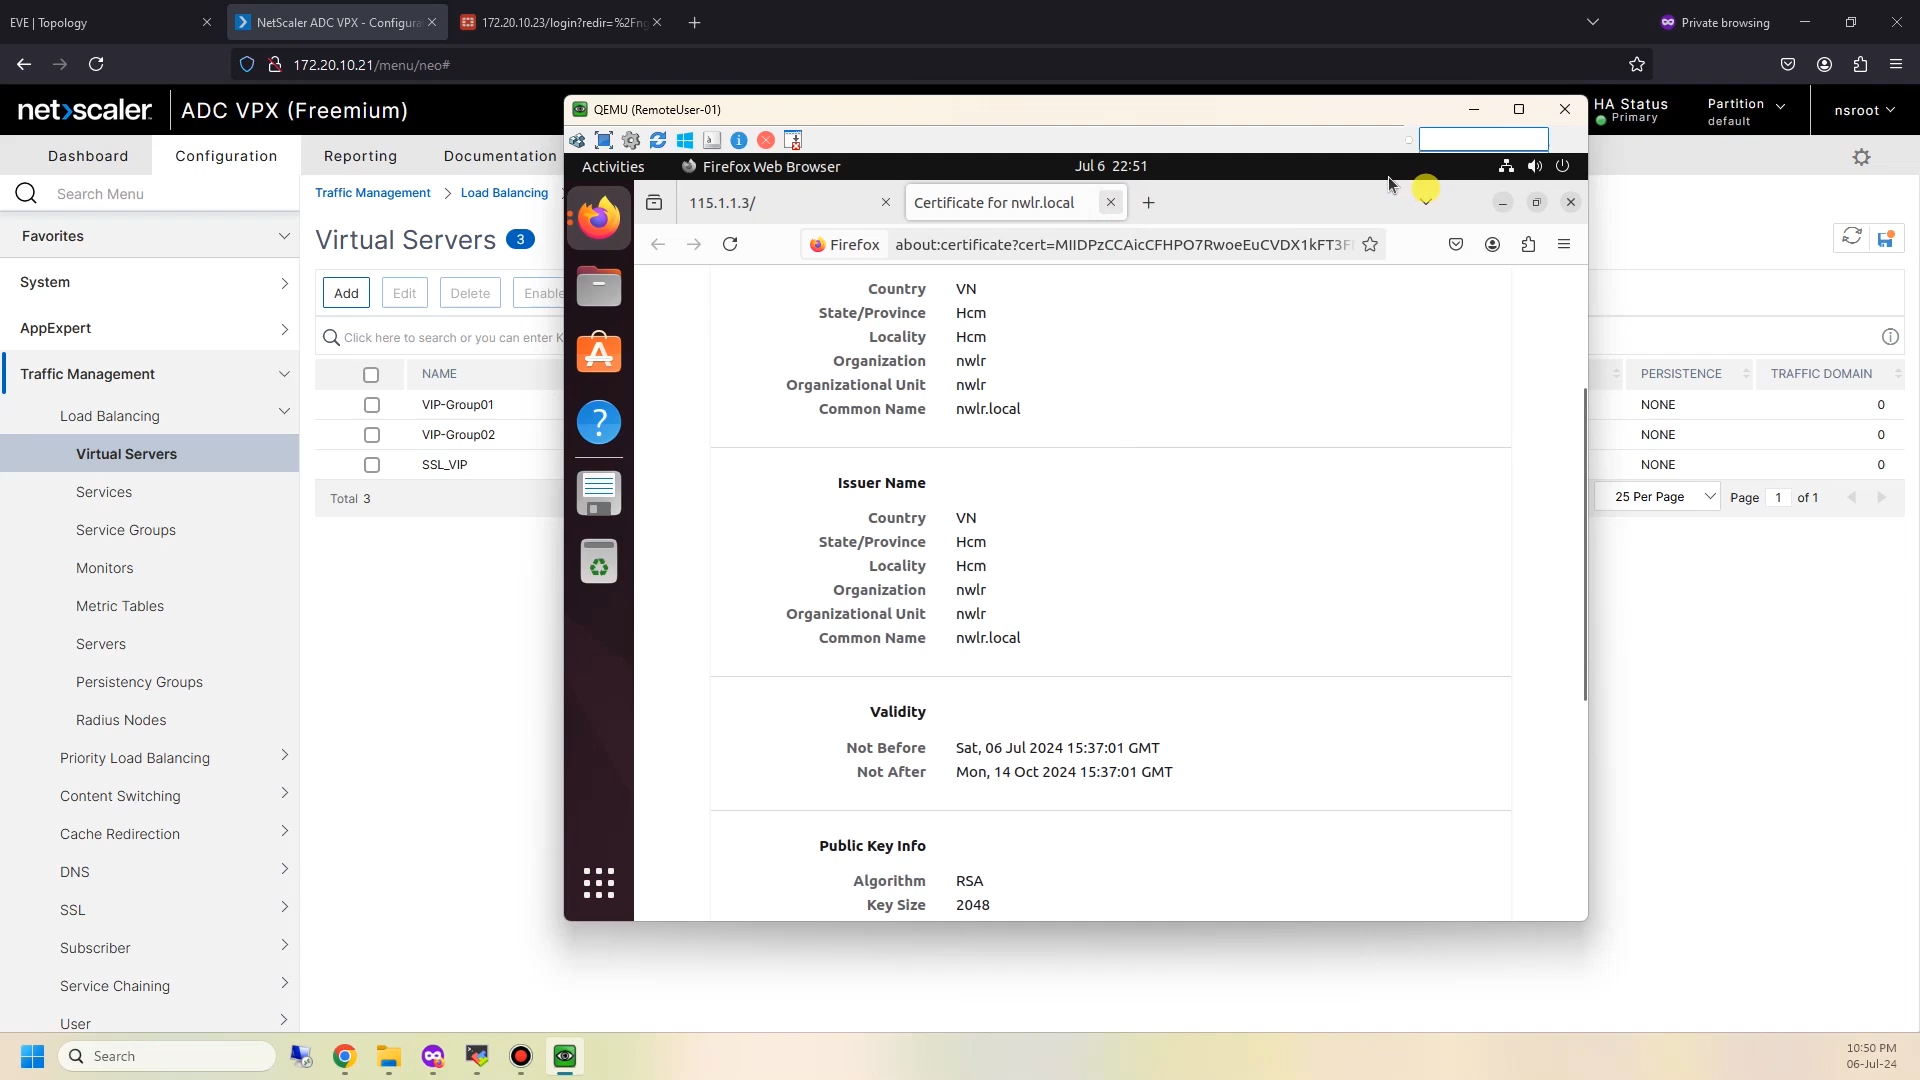 EVE | Topology
NetScaler ADC VPX - Configura
172.20.10.23/login?redir=%2Fn
Private browsing
172.20.10.21/menu/neo#
net>scaler
ADC VPX (Freemium)
HA Status
Primary
Partition
default
nsroot
Dashboard
Configuration
Reporting
Documentation
Search Menu
Favorites
System
AppExpert
Traffic Management
Load Balancing
Virtual Servers
Services
Service Groups
Monitors
Metric Tables
Servers
Persistency Groups
Radius Nodes
Priority Load Balancing
Content Switching
Cache Redirection
DNS
SSL
Subscriber
Service Chaining
User
Traffic Management > Load Balancing
Virtual Servers 3
Add
Edit
Delete
Enable
Click here to search or you can enter K
NAME
PERSISTENCE
TRAFFIC DOMAIN
VIP-Group01
NONE
0
VIP-Group02
NONE
0
SSL_VIP
NONE
0
Total 3
25 Per Page
Page 1 of 1
QEMU (RemoteUser-01)
Activities
Firefox Web Browser
Jul 6 22:51
115.1.1.3/
Certificate for nwlr.local
Firefox
about:certificate?cert=MIIDPzCCAicCFHPO7RwoeEuCVDX1kFT3F
Country VN
State/Province Hcm
Locality Hcm
Organization nwlr
Organizational Unit nwlr
Common Name nwlr.local
Issuer Name
Country VN
State/Province Hcm
Locality Hcm
Organization nwlr
Organizational Unit nwlr
Common Name nwlr.local
Validity
Not Before Sat, 06 Jul 2024 15:37:01 GMT
Not After Mon, 14 Oct 2024 15:37:01 GMT
Public Key Info
Algorithm RSA
Key Size 2048
Search
10:50 PM
06-Jul-24